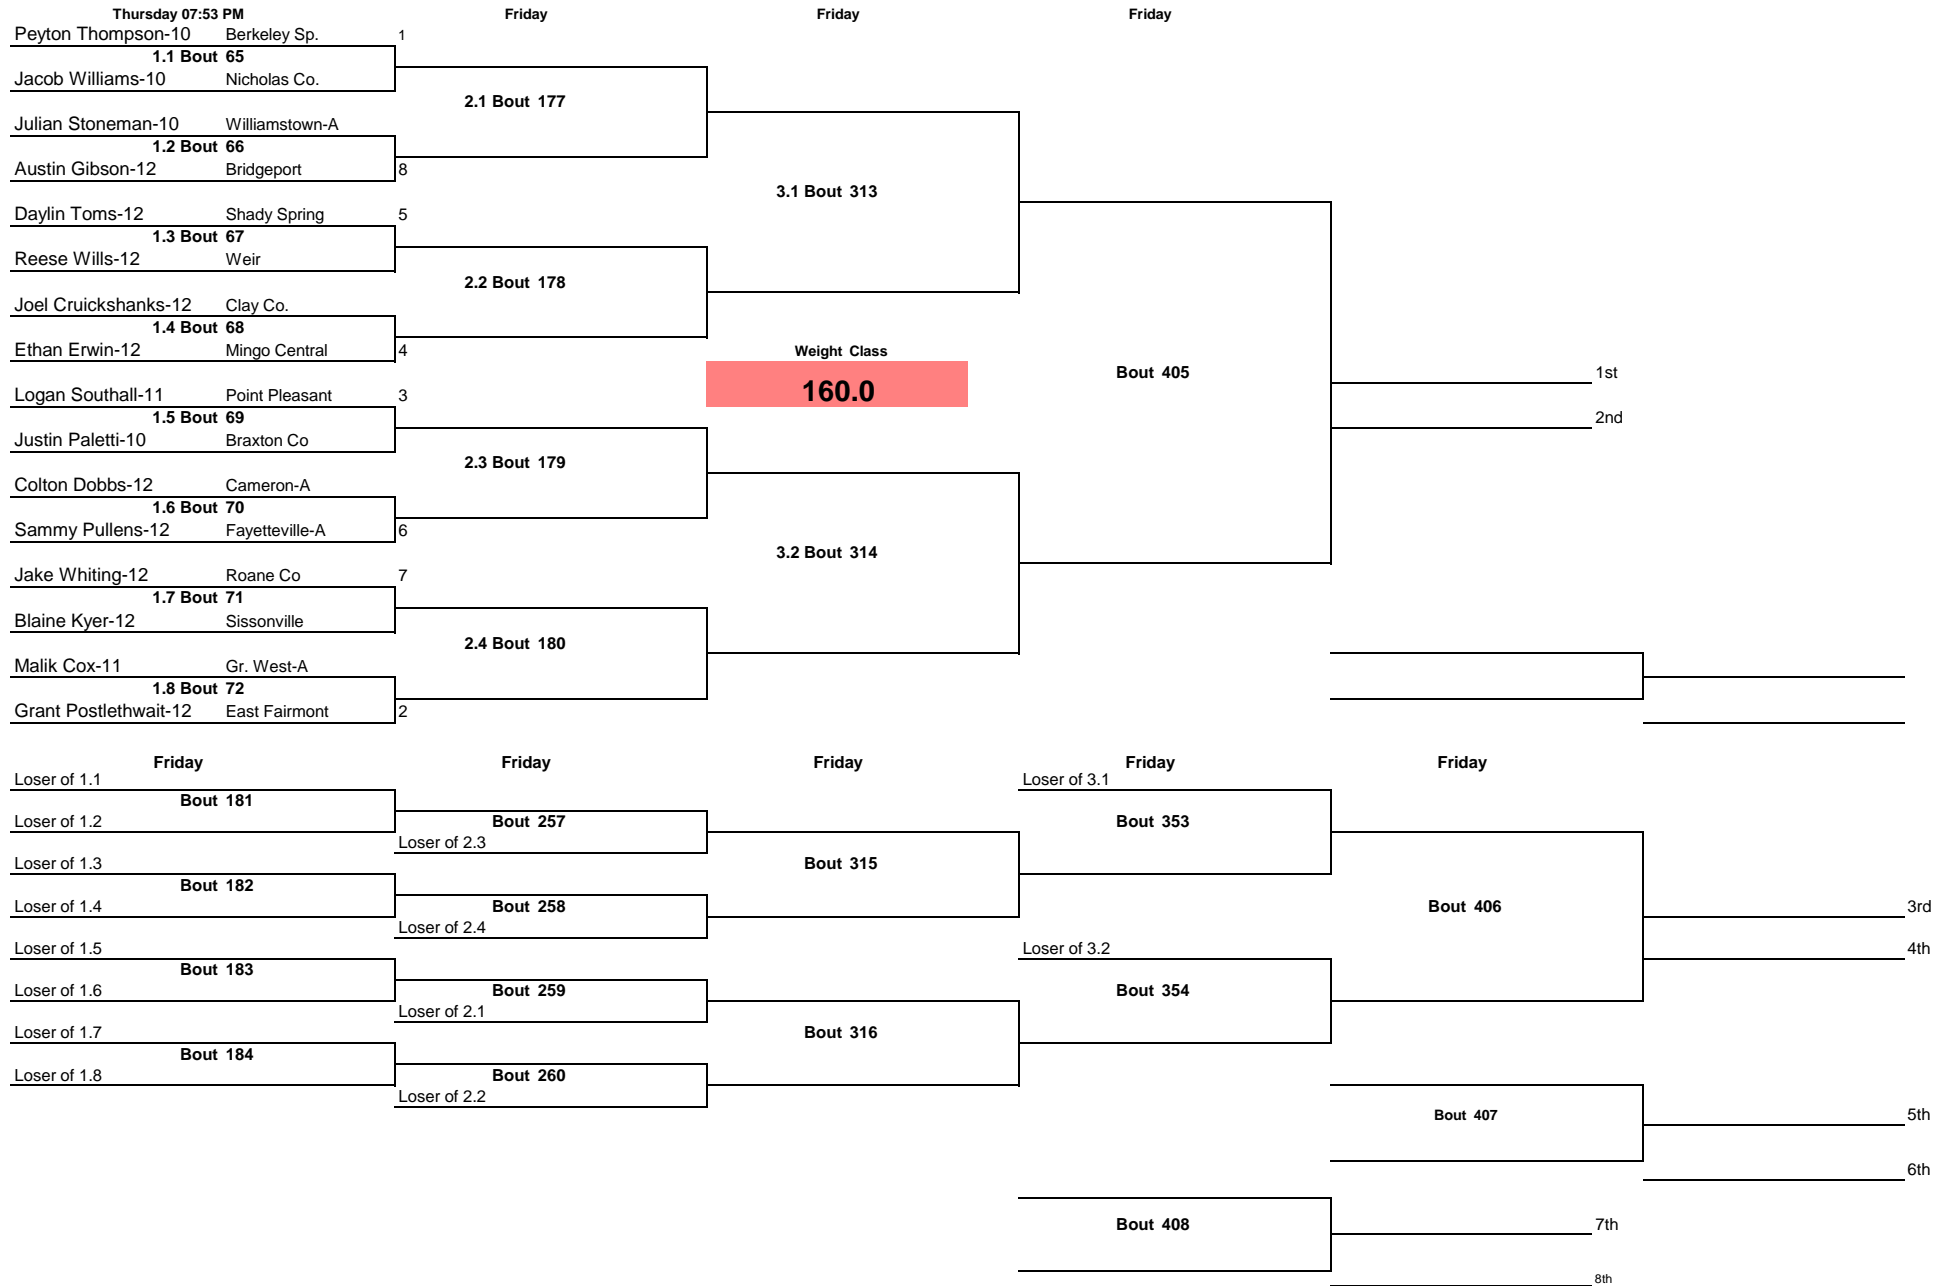 Thursday 07:53 PM Friday Friday Friday
Peyton Thompson-10 Berkeley Sp. 1
1.1 Bout 65
Jacob Williams-10 Nicholas Co.
2.1 Bout 177
Julian Stoneman-10 Williamstown-A
1.2 Bout 66
Austin Gibson-12 Bridgeport 8
3.1 Bout 313
Daylin Toms-12 Shady Spring 5
1.3 Bout 67
Reese Wills-12 Weir
2.2 Bout 178
Joel Cruickshanks-12 Clay Co.
1.4 Bout 68
Ethan Erwin-12 Mingo Central 4
Weight Class
160.0
Bout 405
1st
2nd
Logan Southall-11 Point Pleasant 3
1.5 Bout 69
Justin Paletti-10 Braxton Co
2.3 Bout 179
Colton Dobbs-12 Cameron-A
1.6 Bout 70
Sammy Pullens-12 Fayetteville-A 6
3.2 Bout 314
Jake Whiting-12 Roane Co 7
1.7 Bout 71
Blaine Kyer-12 Sissonville
2.4 Bout 180
Malik Cox-11 Gr. West-A
1.8 Bout 72
Grant Postlethwait-12 East Fairmont 2
Friday Friday Friday Friday Friday
Loser of 1.1 Loser of 3.1
Bout 181
Loser of 1.2 Bout 257 Bout 353
Loser of 2.3
Loser of 1.3 Bout 315
Bout 182
Loser of 1.4 Bout 258 Bout 406 3rd
Loser of 2.4
Loser of 1.5 Loser of 3.2 4th
Bout 183
Loser of 1.6 Bout 259 Bout 354
Loser of 2.1
Loser of 1.7 Bout 316
Bout 184
Loser of 1.8 Bout 260
Loser of 2.2
Bout 407 5th
6th
Bout 408 7th
8th